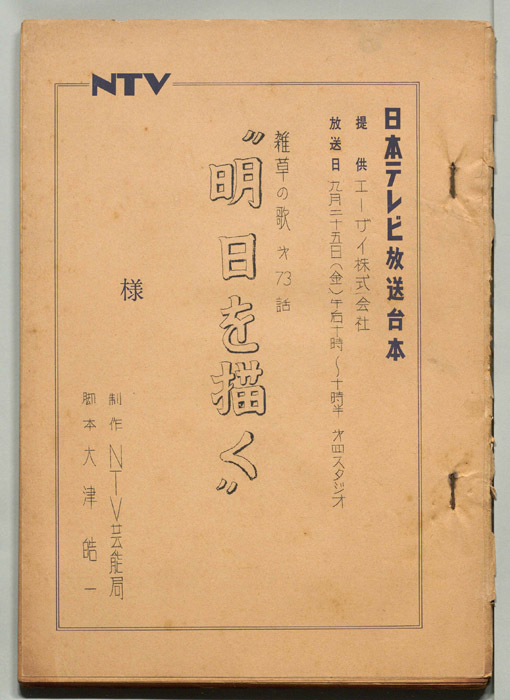 NTV
日本テレビ放送台本
提供 エーザイ株式会社
放送日 九月二十五日(金)午后十時〜十時半 才四スタジオ
雑草の歌 才73話
〝明日を描く〟
様
制作 NTV芸能局
脚本 大津皓一